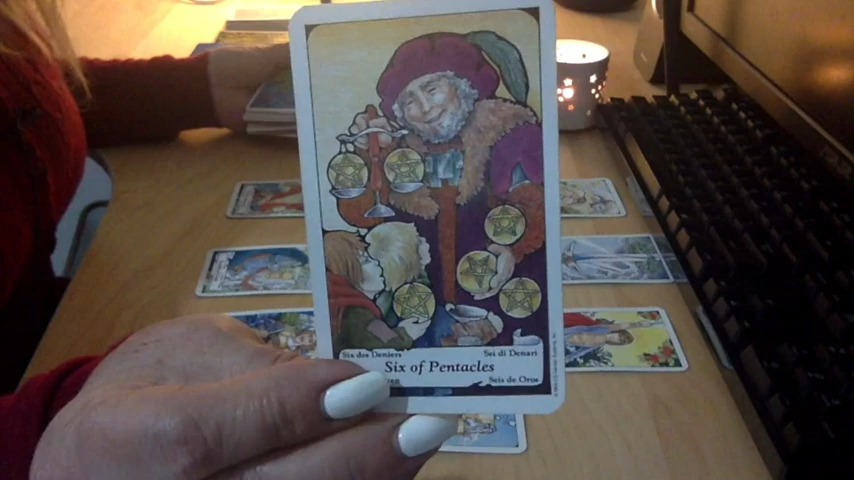 Six dos Deniers
Sei di Denari
Six of Pentacles
Seis de Oros